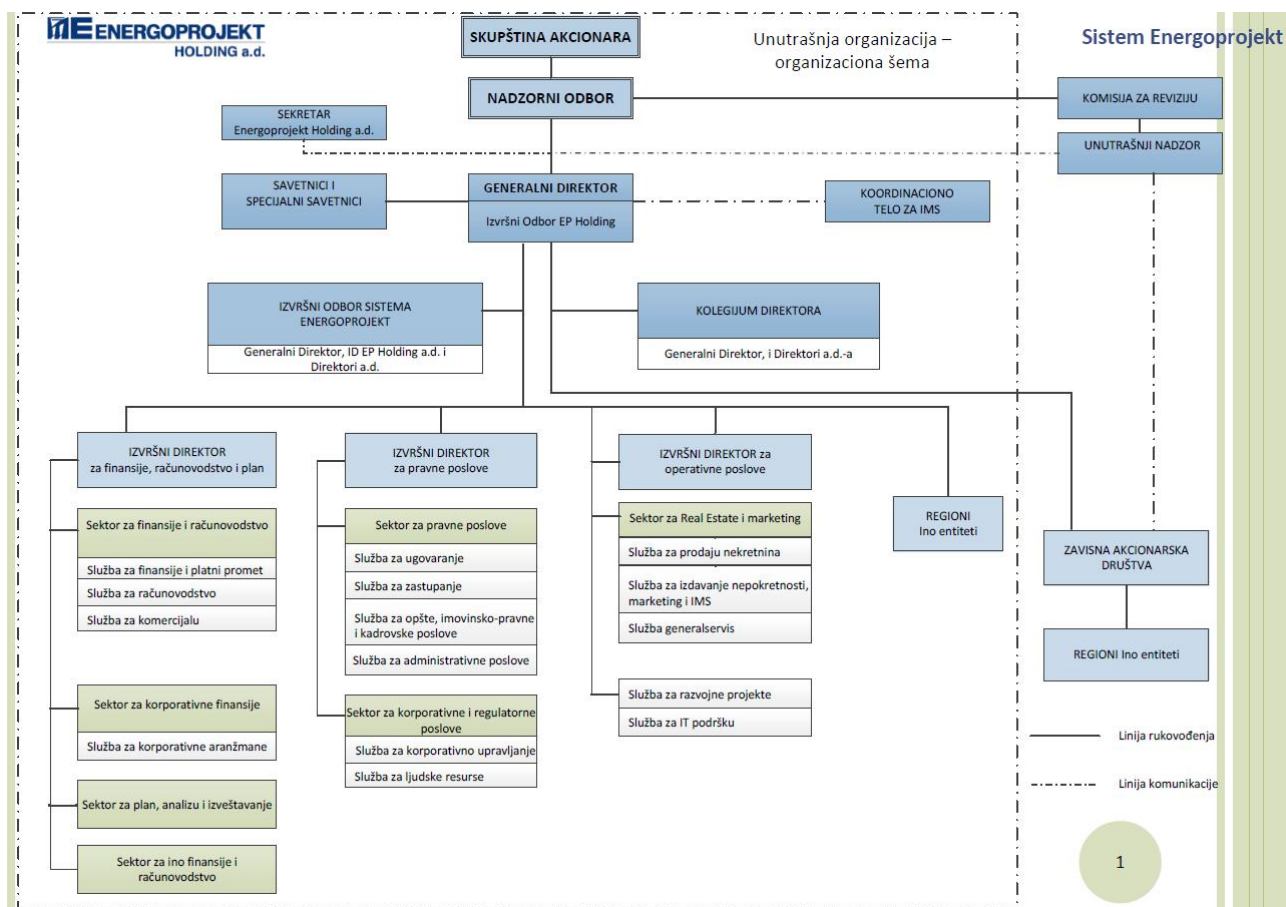 ENERGOPROJEKT
HOLDING a.d.
SKUPŠTINA AKCIONARA
Unutrašnja organizacija –
organizaciona šema
Sistem Energoprojekt
NADZORNI ODBOR
KOMISIJA ZA REVIZIJU
SEKRETAR
Energoprojekt Holding a.d.
UNUTRAŠNJI NADZOR
SAVETNICI I
SPECIJALNI SAVETNICI
GENERALNI DIREKTOR
Izvršni Odbor EP Holding
KOORDINACIONO
TELO ZA IMS
IZVRŠNI ODBOR SISTEMA
ENERGOPROJEKT
Generalni Direktor, ID EP Holding a.d. i
Direktori a.d.
KOLEGIJUM DIREKTORA
Generalni Direktor, i Direktori a.d.-a
IZVRŠNI DIREKTOR
za finansije, računovodstvo i plan
Sektor za finansije i računovodstvo
Služba za finansije i platni promet
Služba za računovodstvo
Služba za komercijalu
Sektor za korporativne finansije
Služba za korporativne aranžmane
Sektor za plan, analizu i izveštavanje
Sektor za ino finansije i
računovodstvo
IZVRŠNI DIREKTOR
za pravne poslove
Sektor za pravne poslove
Služba za ugovaranje
Služba za zastupanje
Služba za opšte, imovinsko-pravne
i kadrovske poslove
Služba za administrativne poslove
Sektor za korporativne i regulatorne
poslove
Služba za korporativno upravljanje
Služba za ljudske resurse
IZVRŠNI DIREKTOR za
operativne poslove
Sektor za Real Estate i marketing
Služba za prodaju nekretnina
Služba za izdavanje nepokretnosti,
marketing i IMS
Služba generalservis
Služba za razvojne projekte
Služba za IT podršku
REGIONI
Ino entiteti
ZAVISNA AKCIONARSKA
DRUŠTVA
REGIONI Ino entiteti
Linija rukovođenja
Linija komunikacije
1